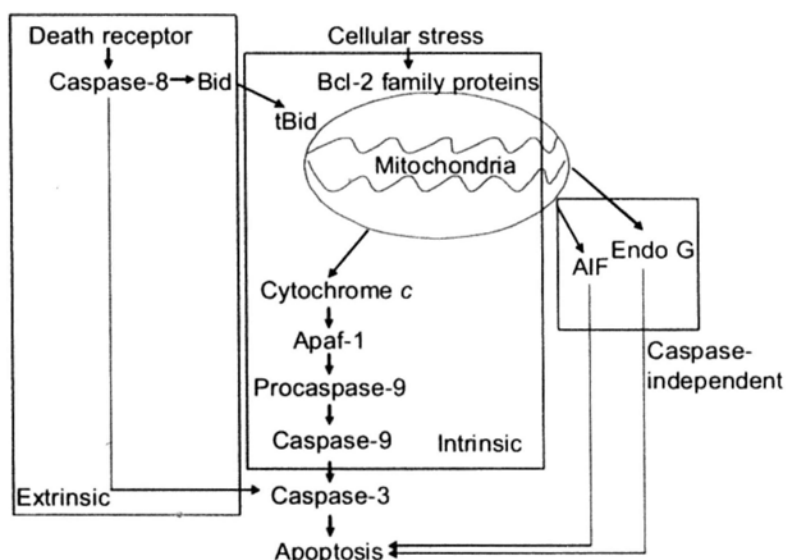 Death receptor
Cellular stress
Caspase-8
Bid
Bcl-2 family proteins
tBid
Mitochondria
AIF
Endo G
Cytochrome c
Apaf-1
Caspase-
independent
Procaspase-9
Caspase-9
Intrinsic
Extrinsic
Caspase-3
Apoptosis